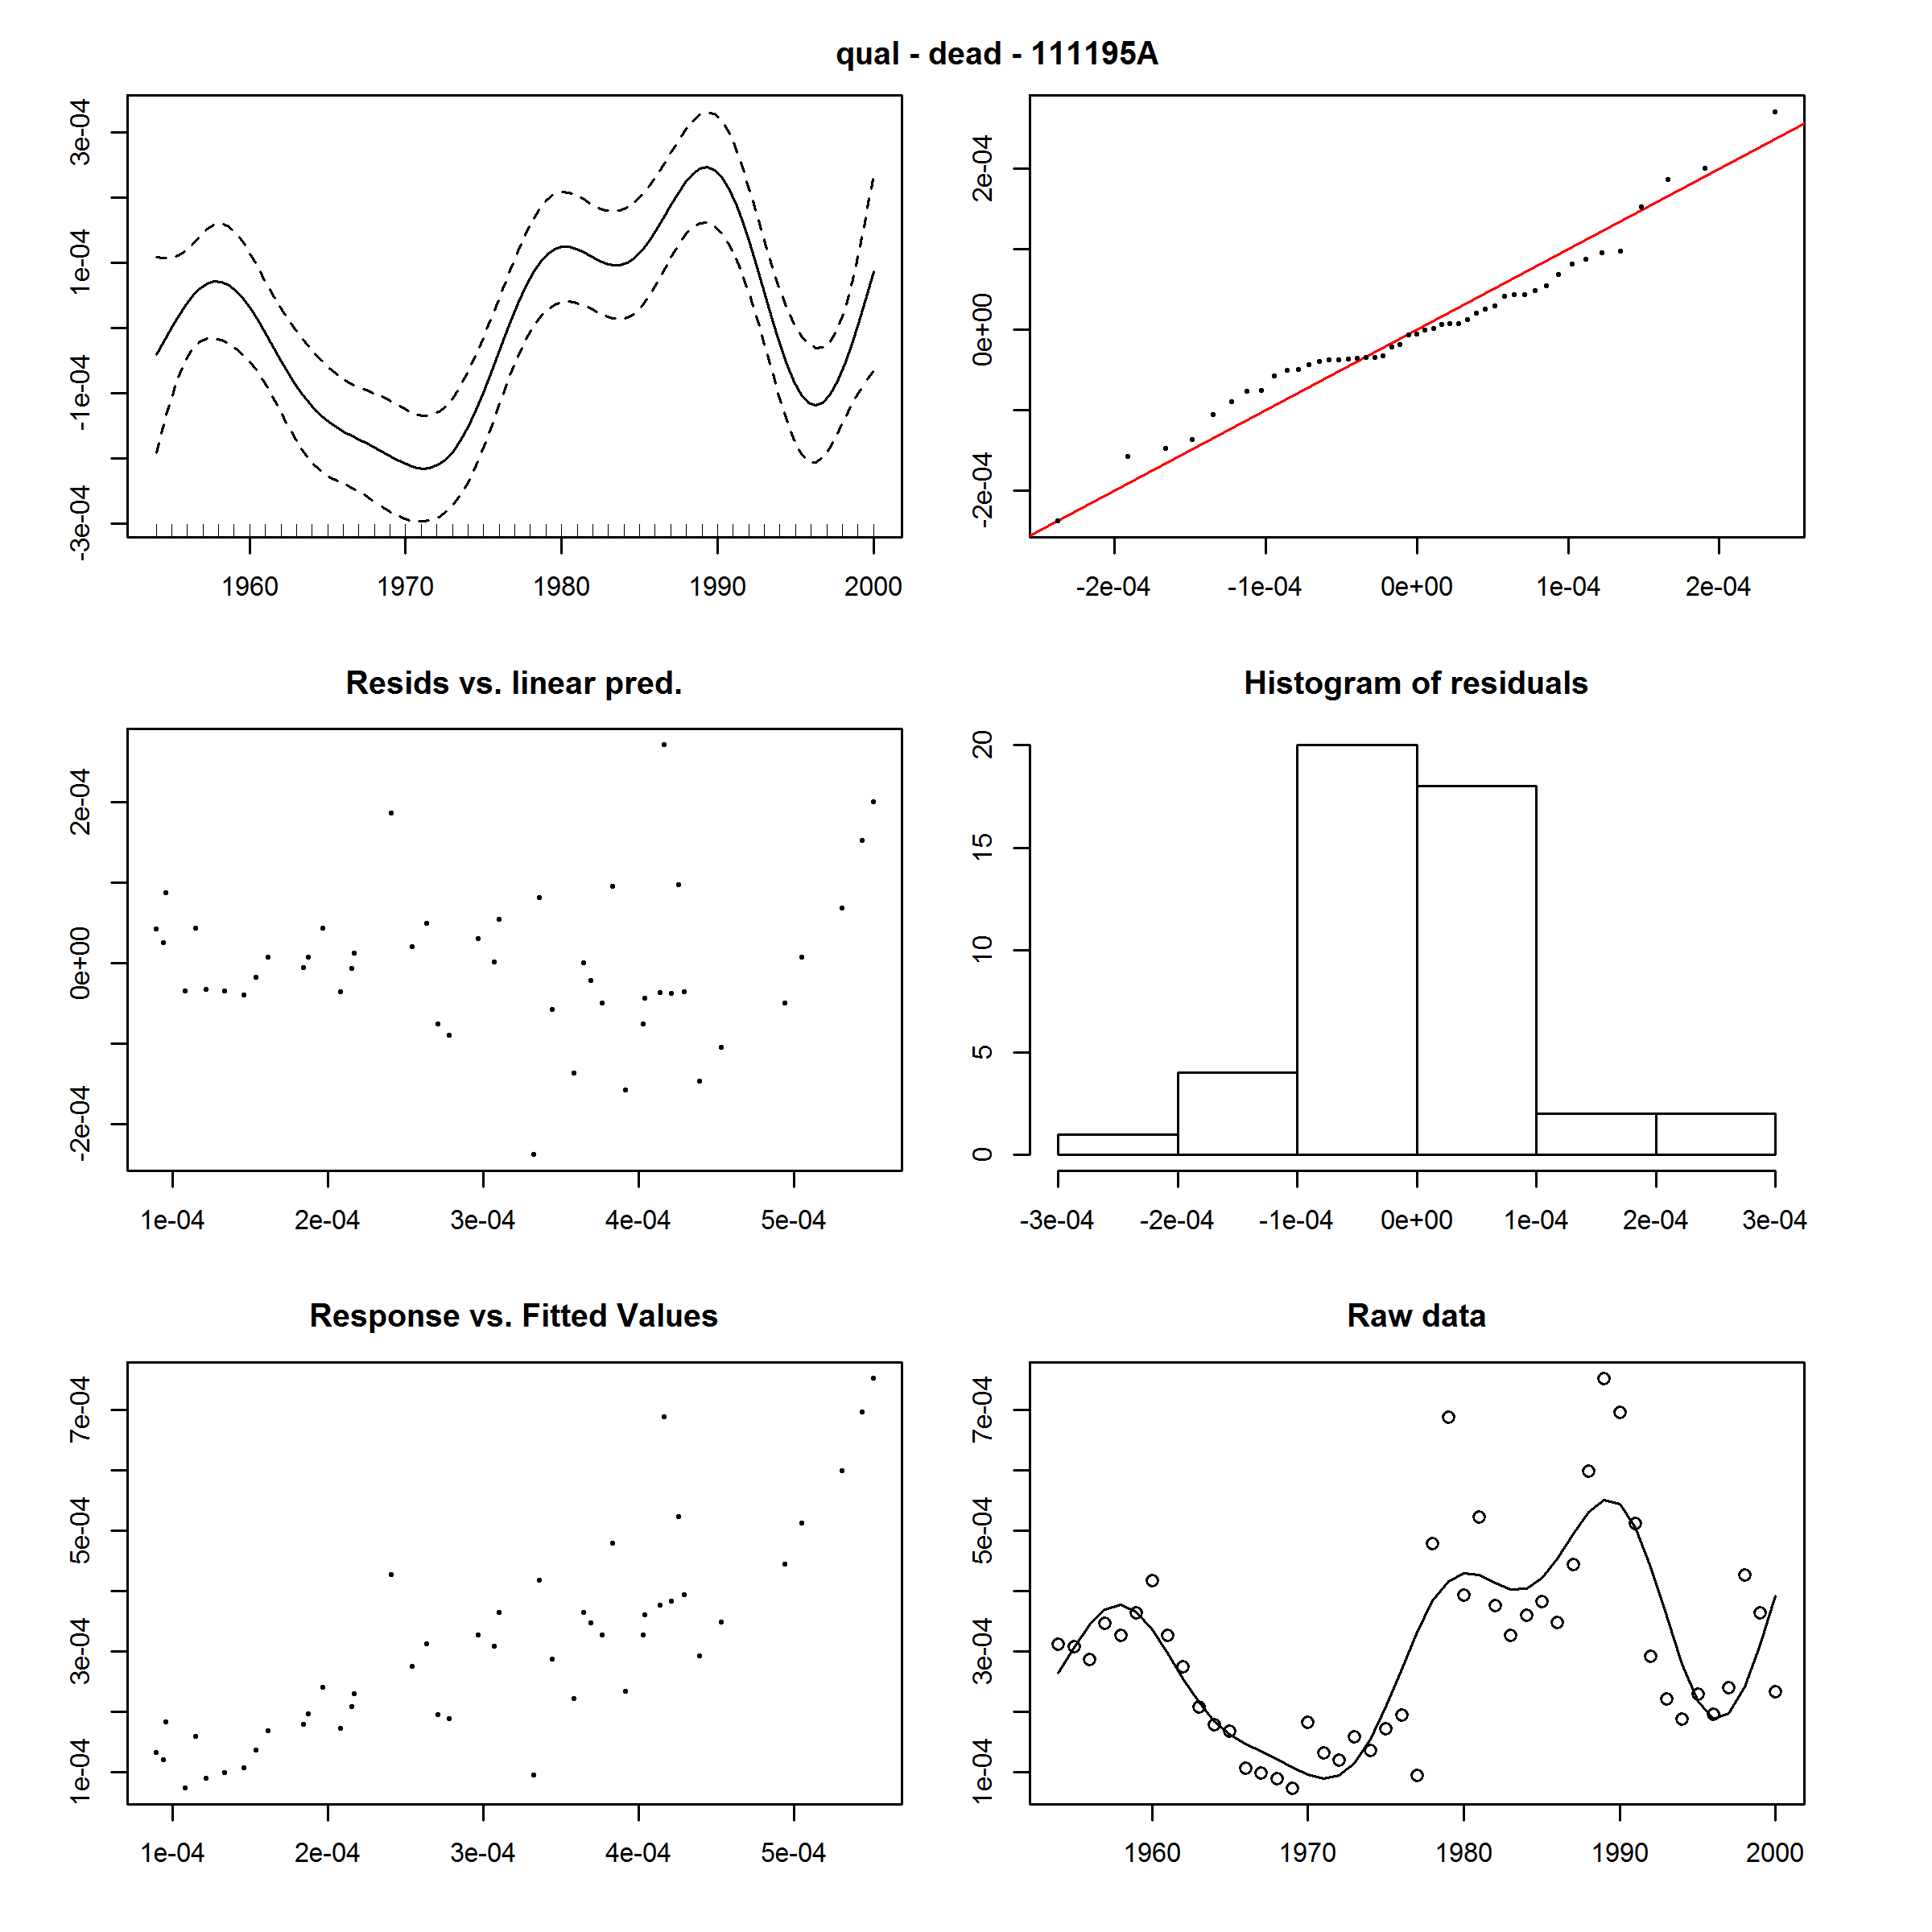 qual - dead - 111195A
3e-04
1e-04
-1e-04
-3e-04
1960 1970 1980 1990 2000
2e-04
0e+00
-2e-04
-2e-04 -1e-04 0e+00 1e-04 2e-04
Resids vs. linear pred.
2e-04
0e+00
-2e-04
1e-04 2e-04 3e-04 4e-04 5e-04
Histogram of residuals
20
15
10
5
0
-3e-04 -2e-04 -1e-04 0e+00 1e-04 2e-04 3e-04
Response vs. Fitted Values
7e-04
5e-04
3e-04
1e-04
1e-04 2e-04 3e-04 4e-04 5e-04
Raw data
7e-04
5e-04
3e-04
1e-04
1960 1970 1980 1990 2000